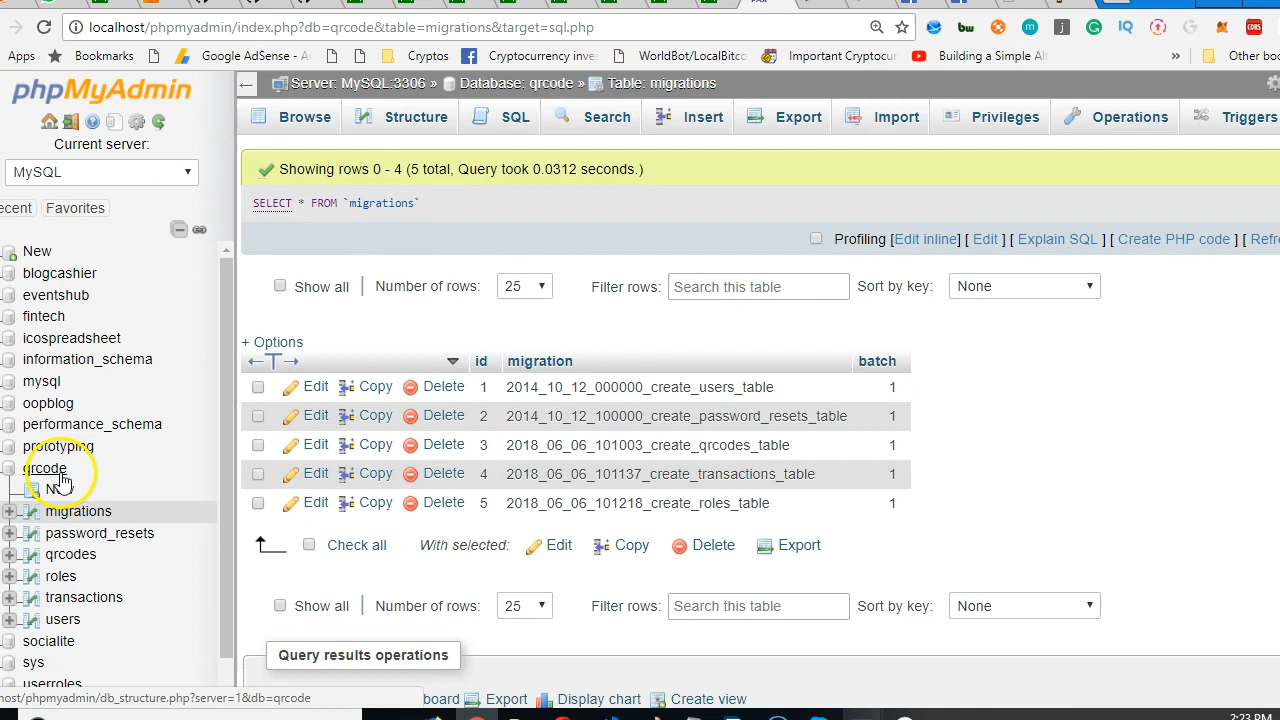 localhost/phpmyadmin/index.php?db=qrcode&table=migrations&target=sql.php
Apps Bookmarks Google AdSense - A Cryptos Cryptocurrency inve WorldBot/LocalBitco Important Cryptocurr Building a Simple Al » Other boo
phpMyAdmin
Current server:
MySQL
ecent Favorites
New
blogcashier
eventshub
fintech
icospreadsheet
information_schema
mysql
oopblog
performance_schema
prototyping
qrcode
migrations
password_resets
qrcodes
roles
transactions
users
socialite
sys
userroles
host/phpmyadmin/db_structure.php?server=1&db=qrcode
Server: MySQL:3306 » Database: qrcode » Table: migrations
Browse Structure SQL Search Insert Export Import Privileges Operations Triggers
Showing rows 0 - 4 (5 total, Query took 0.0312 seconds.)
SELECT * FROM `migrations`
Profiling [Edit inline] [ Edit ] [ Explain SQL ] [ Create PHP code ] [ Refre
Show all | Number of rows: 25 Filter rows: Search this table Sort by key: None
+ Options
id migration batch
Edit Copy Delete 1 2014_10_12_000000_create_users_table 1
Edit Copy Delete 2 2014_10_12_100000_create_password_resets_table 1
Edit Copy Delete 3 2018_06_06_101003_create_qrcodes_table 1
Edit Copy Delete 4 2018_06_06_101137_create_transactions_table 1
Edit Copy Delete 5 2018_06_06_101218_create_roles_table 1
Check all With selected: Edit Copy Delete Export
Show all | Number of rows: 25 Filter rows: Search this table Sort by key: None
Query results operations
board Export Display chart Create view
2:23 PM